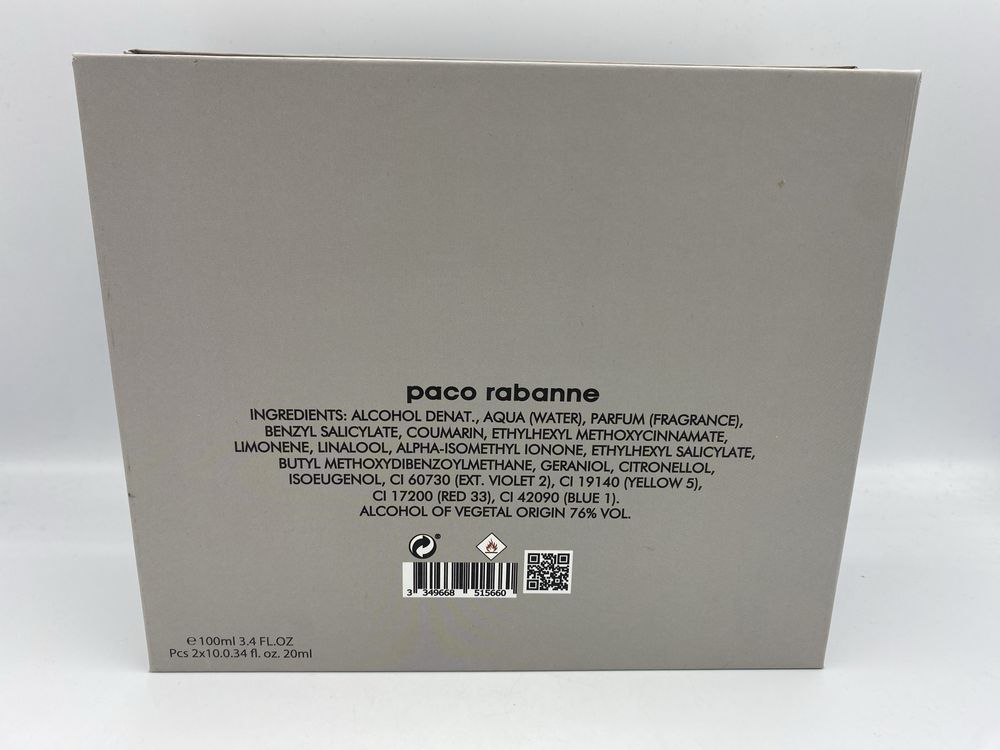 paco rabanne
INGREDIENTS: ALCOHOL DENAT., AQUA (WATER), PARFUM (FRAGRANCE),
BENZYL SALICYLATE, COUMARIN, ETHYLHEXYL METHOXYCINNAMATE,
LIMONENE, LINALOOL, ALPHA-ISOMETHYL IONONE, ETHYLHEXYL SALICYLATE,
BUTYL METHOXYDIBENZOYLMETHANE, GERANIOL, CITRONELLOL,
ISOEUGENOL, CI 60730 (EXT. VIOLET 2), CI 19140 (YELLOW 5),
CI 17200 (RED 33), CI 42090 (BLUE 1).
ALCOHOL OF VEGETAL ORIGIN 76% VOL.
3 349668 515660
℮ 100ml 3.4 FL.OZ
Pcs 2x10.0.34 fl. oz. 20ml